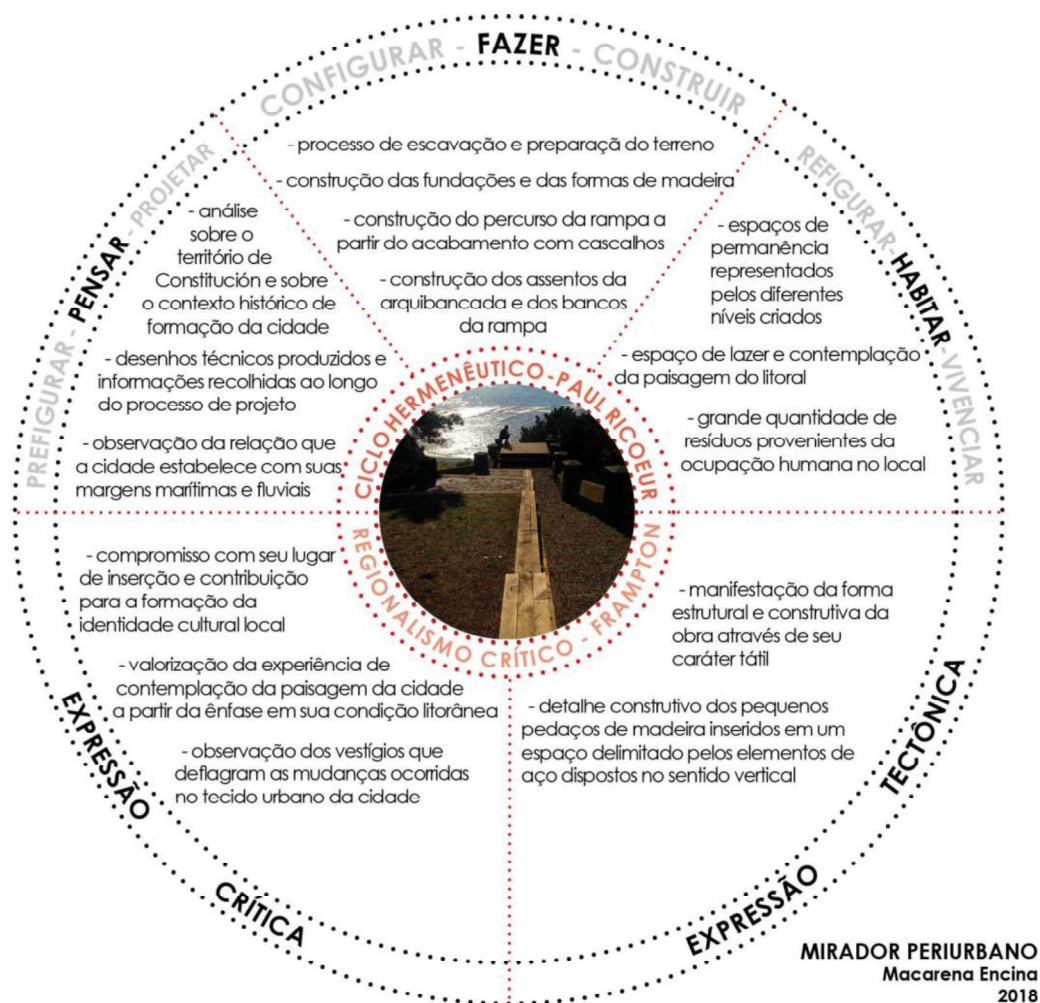 CONFIGURAR - FAZER - CONSTRUIR
- processo de escavação e preparaçã do terreno
- construção das fundações e das formas de madeira
- construção do percurso da rampa a
partir do acabamento com cascalhos
- construção dos assentos da
arquibancada e dos bancos
da rampa
PREFIGURAR - PENSAR - PROJETAR
- análise
sobre o
território de
Constitución e sobre
o contexto histórico de
formação da cidade
- desenhos técnicos produzidos e
informações recolhidas ao longo
do processo de projeto
- observação da relação que
a cidade estabelece com suas
margens marítimas e fluviais
REFIGURAR - HABITAR - VIVENCIAR
- espaços de
permanência
representados
pelos diferentes
níveis criados
- espaço de lazer e contemplação
da paisagem do litoral
- grande quantidade de
resíduos provenientes da
ocupação humana no local
CICLO HERMENÊUTICO - PAUL RICOEUR
REGIONALISMO CRÍTICO - FRAMPTON
- compromisso com seu lugar
de inserção e contribuição
para a formação da
identidade cultural local
- valorização da experiência de
contemplação da paisagem da cidade
a partir da ênfase em sua condição litorânea
- observação dos vestígios que
deflagram as mudanças ocorridas
no tecido urbano da cidade
EXPRESSÃO CRÍTICA
- manifestação da forma
estrutural e construtiva da
obra através de seu
caráter tátil
- detalhe construtivo dos pequenos
pedaços de madeira inseridos em um
espaço delimitado pelos elementos de
aço dispostos no sentido vertical
EXPRESSÃO TECTÔNICA
MIRADOR PERIURBANO
Macarena Encina
2018